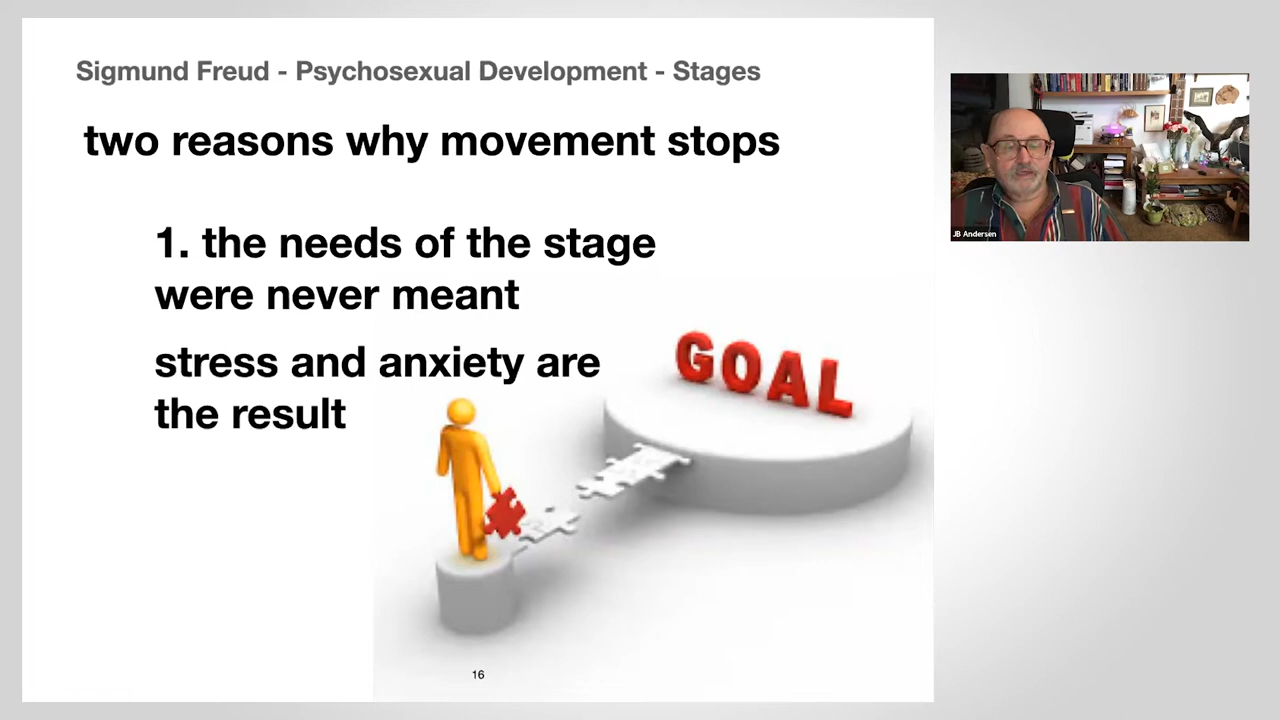 Sigmund Freud - Psychosexual Development - Stages
two reasons why movement stops
1. the needs of the stage
were never meant
stress and anxiety are
the result
GOAL
16
JB Andersen